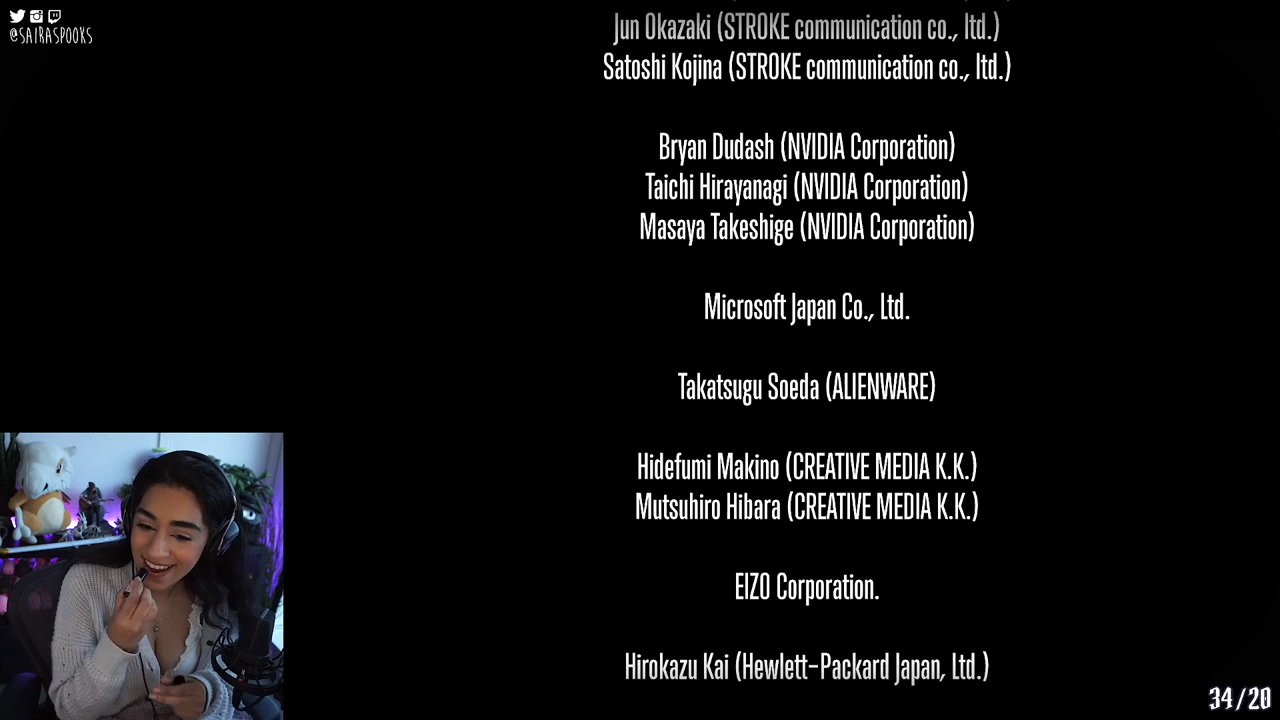 @SAIRASPOOKS
Jun Okazaki (STROKE communication co., ltd.)
Satoshi Kojina (STROKE communication co., ltd.)
Bryan Dudash (NVIDIA Corporation)
Taichi Hirayanagi (NVIDIA Corporation)
Masaya Takeshige (NVIDIA Corporation)
Microsoft Japan Co., Ltd.
Takatsugu Soeda (ALIENWARE)
Hidefumi Makino (CREATIVE MEDIA K.K.)
Mutsuhiro Hibara (CREATIVE MEDIA K.K.)
EIZO Corporation.
Hirokazu Kai (Hewlett-Packard Japan, Ltd.)
34/20